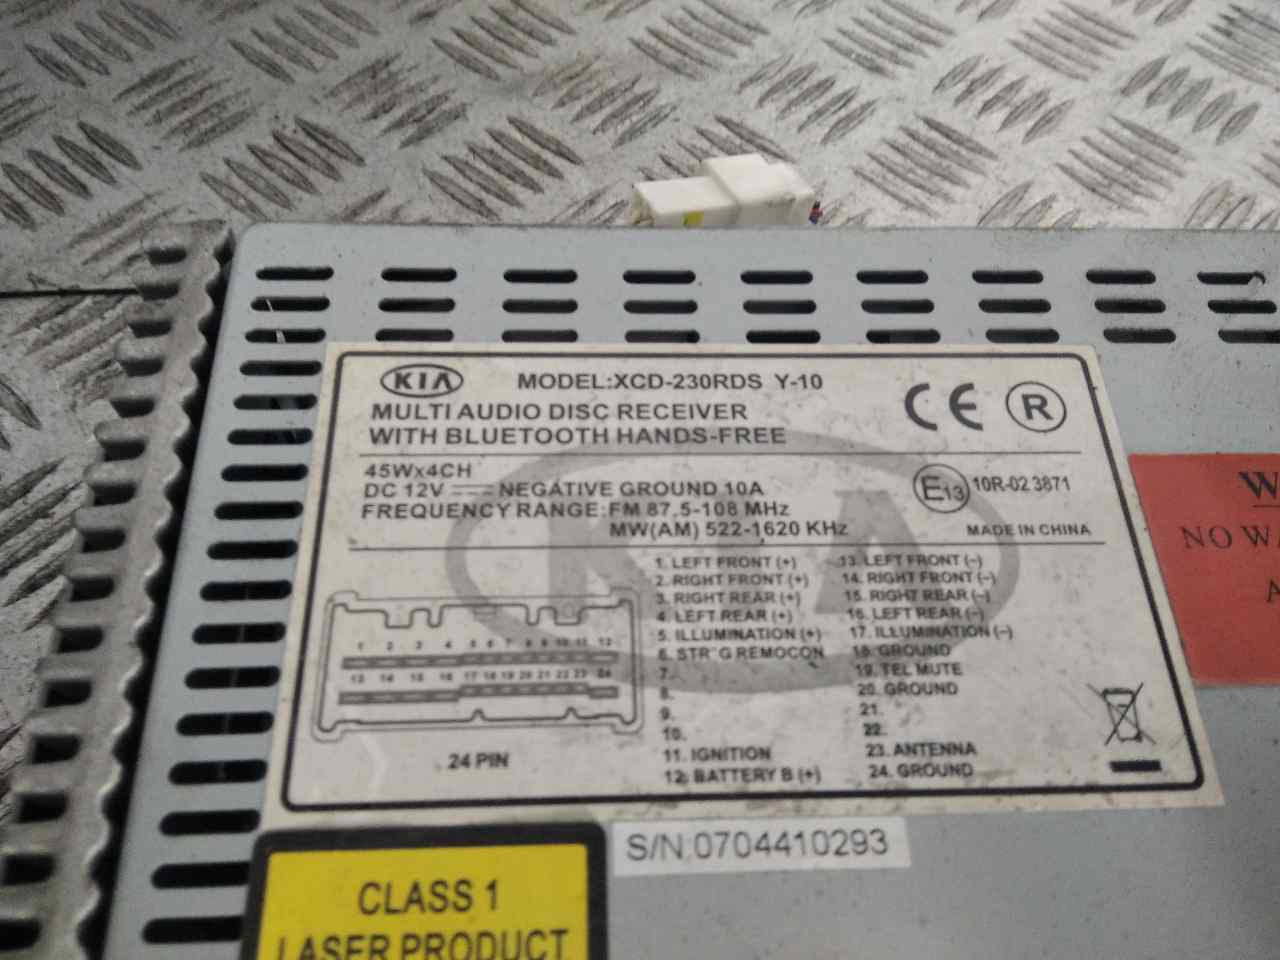 KIA MODEL:XCD-230RDS Y-10
MULTI AUDIO DISC RECEIVER
WITH BLUETOOTH HANDS-FREE
CE R
45Wx4CH
DC 12V NEGATIVE GROUND 10A
FREQUENCY RANGE:FM 87.5-108 MHz
MW(AM) 522-1620 KHz
E13 10R-02 3871
MADE IN CHINA
KIA
1 2 3 4 5 6 7 8 9 10 11 12
13 14 15 16 17 18 19 20 21 22 23 24
24 PIN
1. LEFT FRONT (+)
2. RIGHT FRONT (+)
3. RIGHT REAR (+)
4. LEFT REAR (+)
5. ILLUMINATION (+)
6. STR'G REMOCON
7.
8.
9.
10.
11. IGNITION
12. BATTERY B (+)
13. LEFT FRONT (-)
14. RIGHT FRONT (-)
15. RIGHT REAR (-)
16. LEFT REAR (-)
17. ILLUMINATION (-)
18. GROUND
19. TEL MUTE
20. GROUND
21.
22.
23. ANTENNA
24. GROUND
NO
S/N:0704410293
CLASS 1
LASER PRODUCT